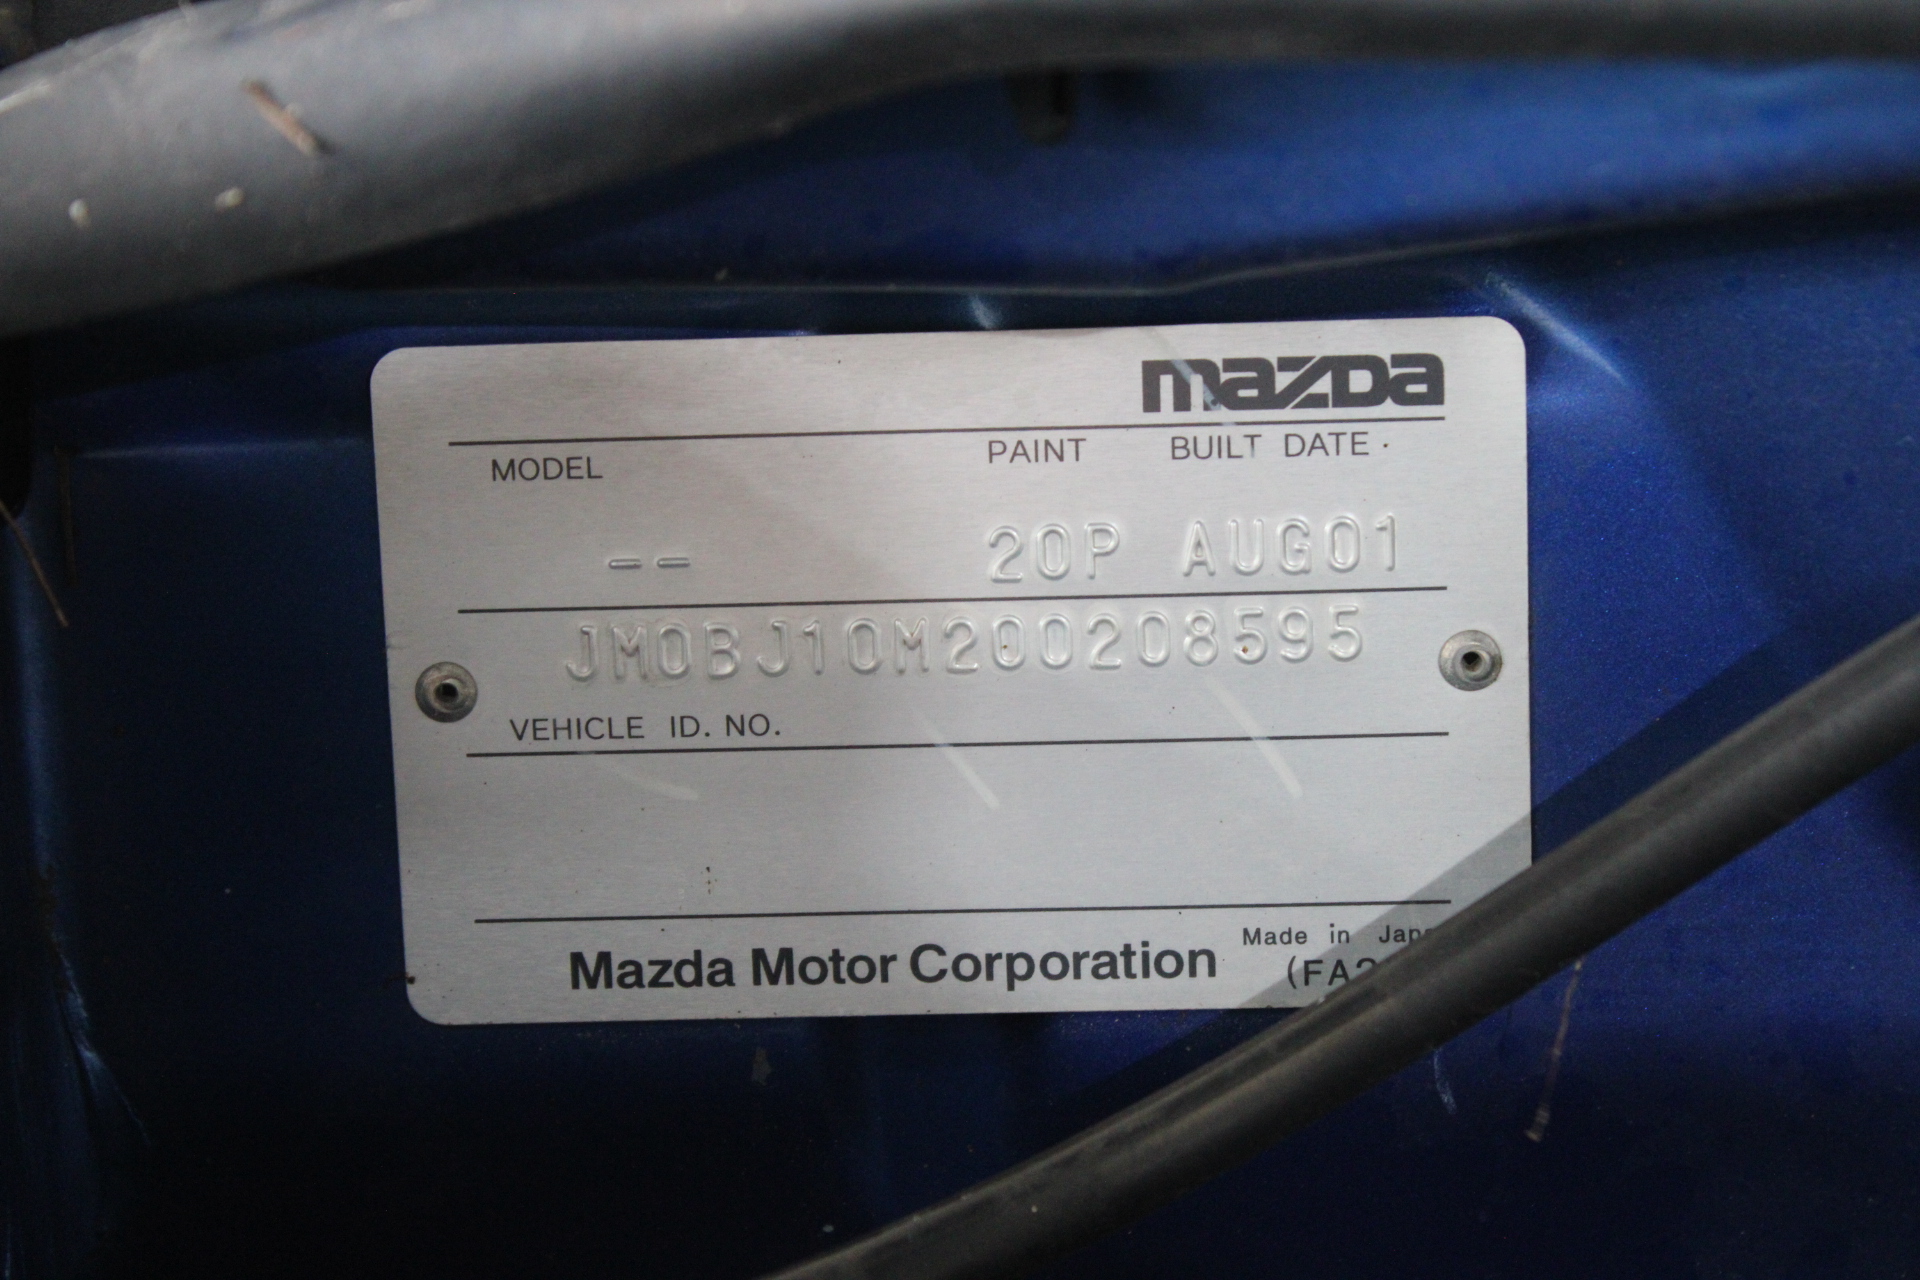 mazda
MODEL PAINT BUILT DATE
-- 20P AUG01
JM0BJ10M200208595
VEHICLE ID. NO.
Mazda Motor Corporation Made in